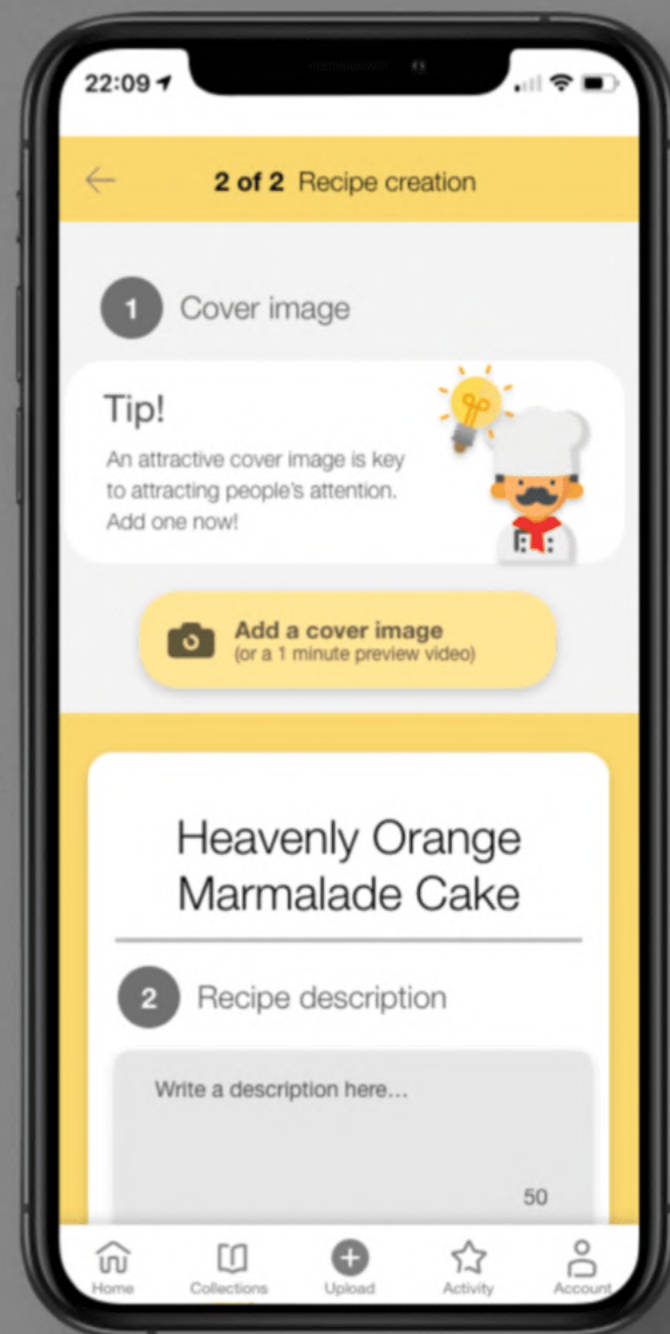 22:09
2 of 2 Recipe creation
1 Cover image
Tip!
An attractive cover image is key
to attracting people's attention.
Add one now!
Add a cover image
(or a 1 minute preview video)
Heavenly Orange
Marmalade Cake
2 Recipe description
Write a description here...
50
Home Collections Upload Activity Account